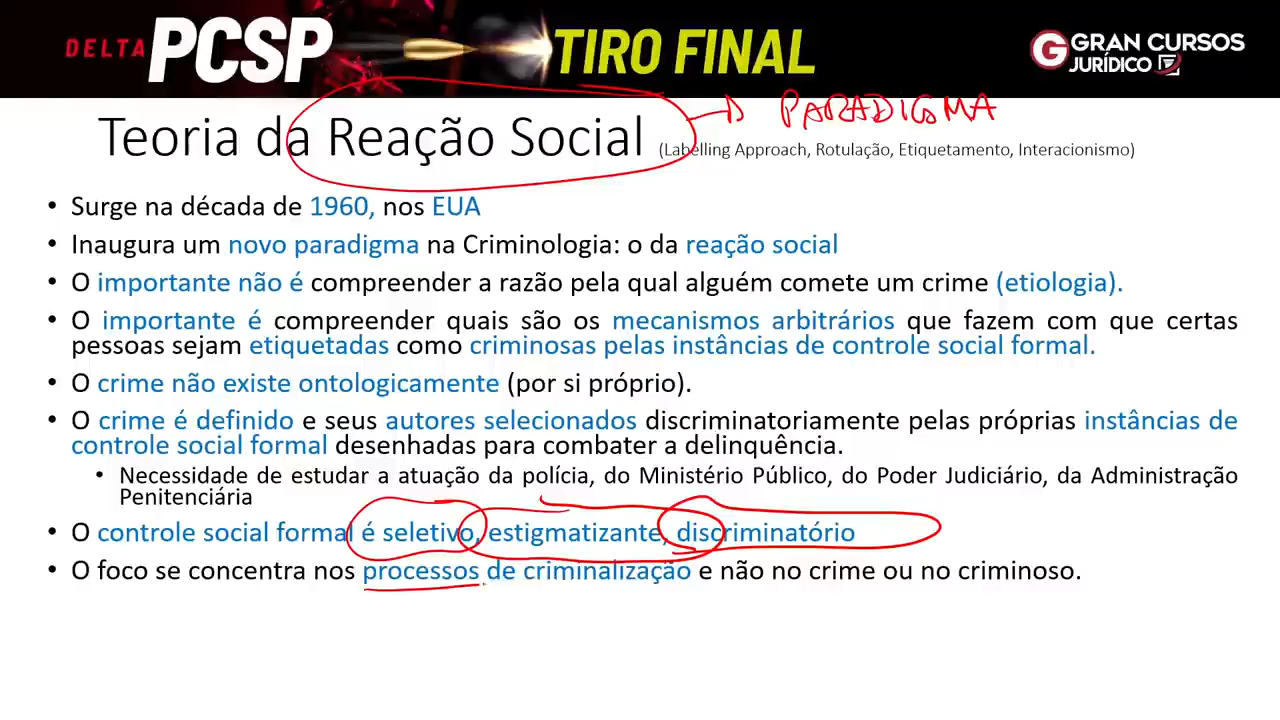 DELTA PCSP TIRO FINAL GRAN CURSOS
JURÍDICO
PARADIGMA
Teoria da Reação Social (Labelling Approach, Rotulação, Etiquetamento, Interacionismo)
• Surge na década de 1960, nos EUA
• Inaugura um novo paradigma na Criminologia: o da reação social
• O importante não é compreender a razão pela qual alguém comete um crime (etiologia).
• O importante é compreender quais são os mecanismos arbitrários que fazem com que certas
pessoas sejam etiquetadas como criminosas pelas instâncias de controle social formal.
• O crime não existe ontologicamente (por si próprio).
• O crime é definido e seus autores selecionados discriminatoriamente pelas próprias instâncias de
controle social formal desenhadas para combater a delinquência.
• Necessidade de estudar a atuação da polícia, do Ministério Público, do Poder Judiciário, da Administração
Penitenciária
• O controle social formal é seletivo, estigmatizante, discriminatório
• O foco se concentra nos processos de criminalização e não no crime ou no criminoso.